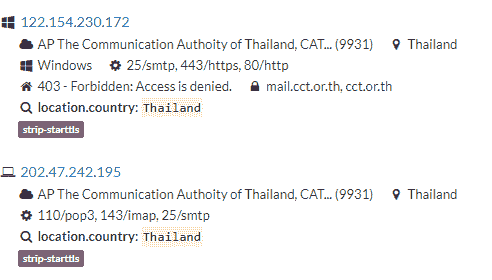 122.154.230.172
AP The Communication Authoity of Thailand, CAT... (9931) Thailand
Windows 25/smtp, 443/https, 80/http
403 - Forbidden: Access is denied. mail.cct.or.th, cct.or.th
location.country: Thailand
strip-starttls
202.47.242.195
AP The Communication Authoity of Thailand, CAT... (9931) Thailand
110/pop3, 143/imap, 25/smtp
location.country: Thailand
strip-starttls